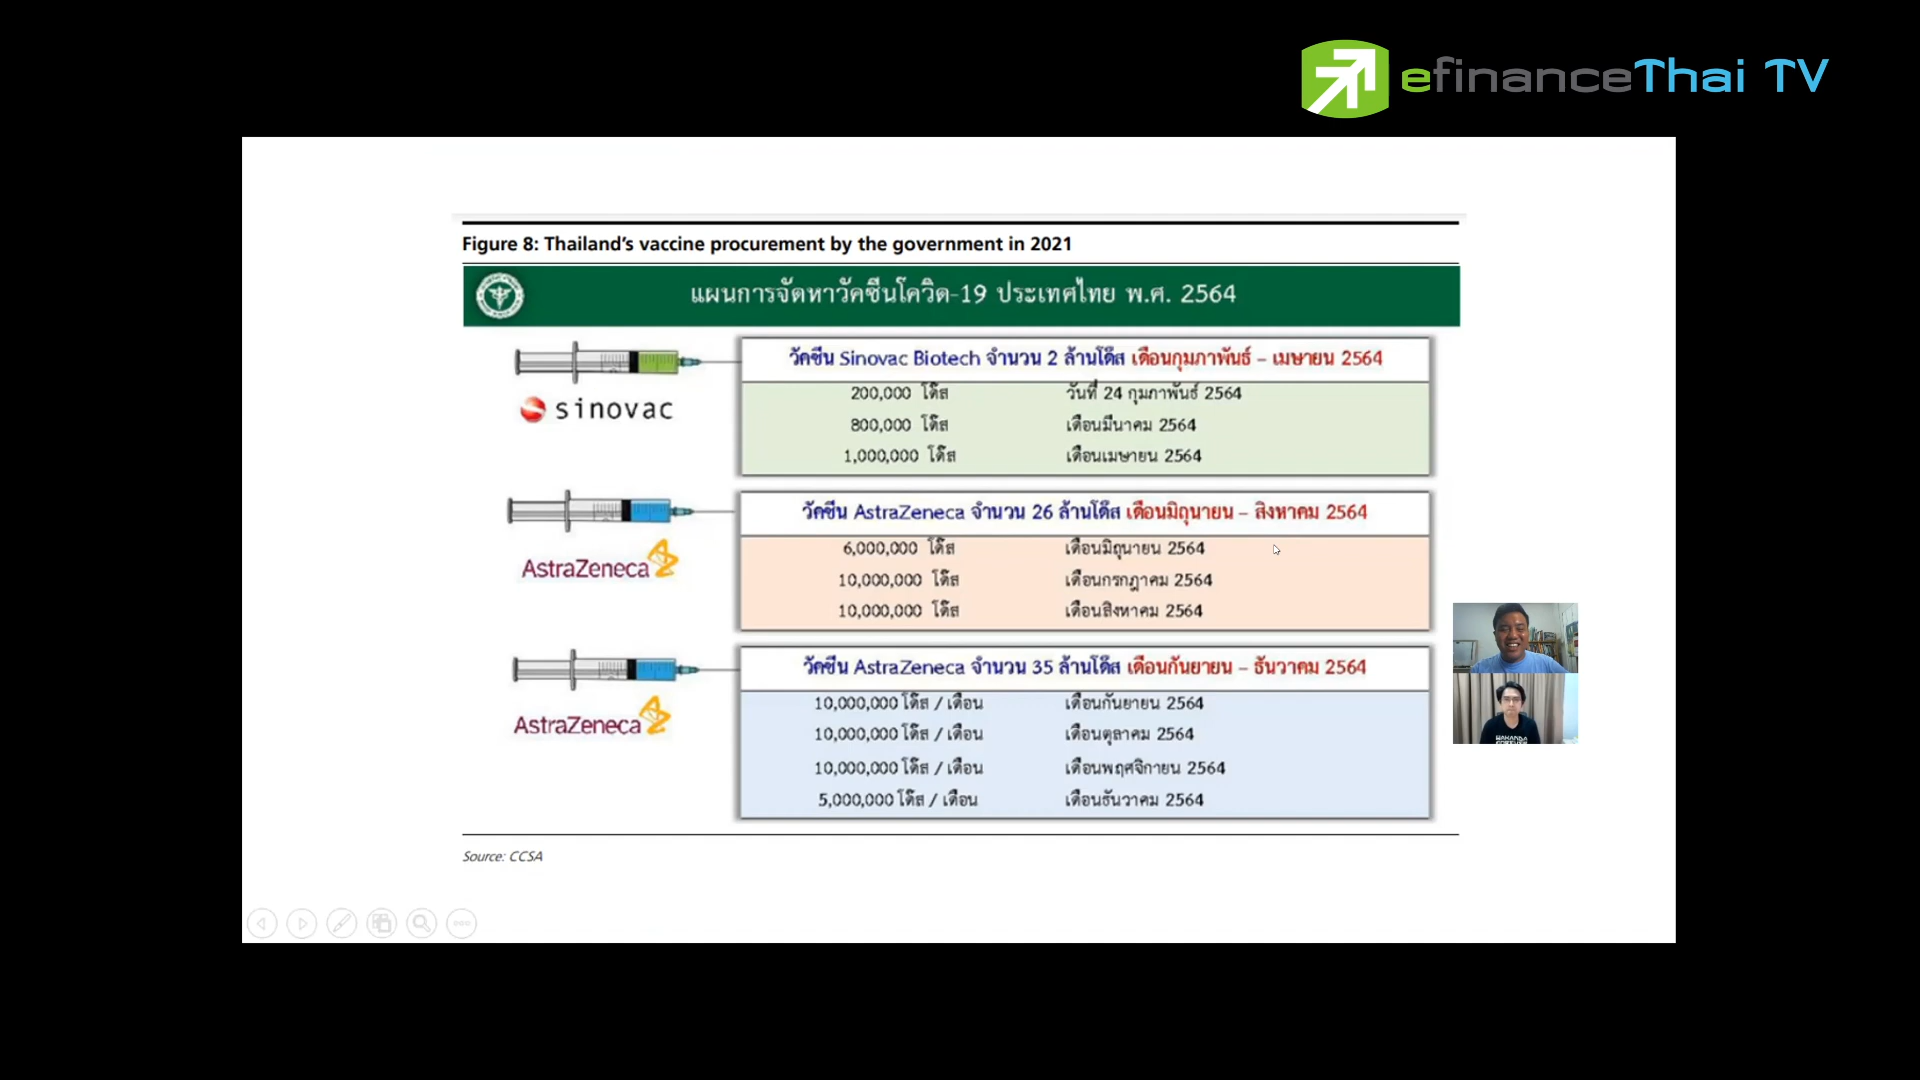 efinanceThai TV
Figure 8: Thailand's vaccine procurement by the government in 2021
แผนการจัดหาวัคซีนโควิด-19 ประเทศไทย พ.ศ. 2564
วัคซีน Sinovac Biotech จำนวน 2 ล้านโด๊ส เดือนกุมภาพันธ์ – เมษายน 2564
200,000 โด๊ส วันที่ 24 กุมภาพันธ์ 2564
sinovac
800,000 โด๊ส เดือนมีนาคม 2564
1,000,000 โด๊ส เดือนเมษายน 2564
วัคซีน AstraZeneca จำนวน 26 ล้านโด๊ส เดือนมิถุนายน – สิงหาคม 2564
6,000,000 โด๊ส เดือนมิถุนายน 2564
AstraZeneca
10,000,000 โด๊ส เดือนกรกฎาคม 2564
10,000,000 โด๊ส เดือนสิงหาคม 2564
วัคซีน AstraZeneca จำนวน 35 ล้านโด๊ส เดือนกันยายน – ธันวาคม 2564
10,000,000 โด๊ส / เดือน เดือนกันยายน 2564
AstraZeneca
10,000,000 โด๊ส / เดือน เดือนตุลาคม 2564
10,000,000 โด๊ส / เดือน เดือนพฤศจิกายน 2564
5,000,000 โด๊ส / เดือน เดือนธันวาคม 2564
WAKANDA
FOREVER
Source: CCSA